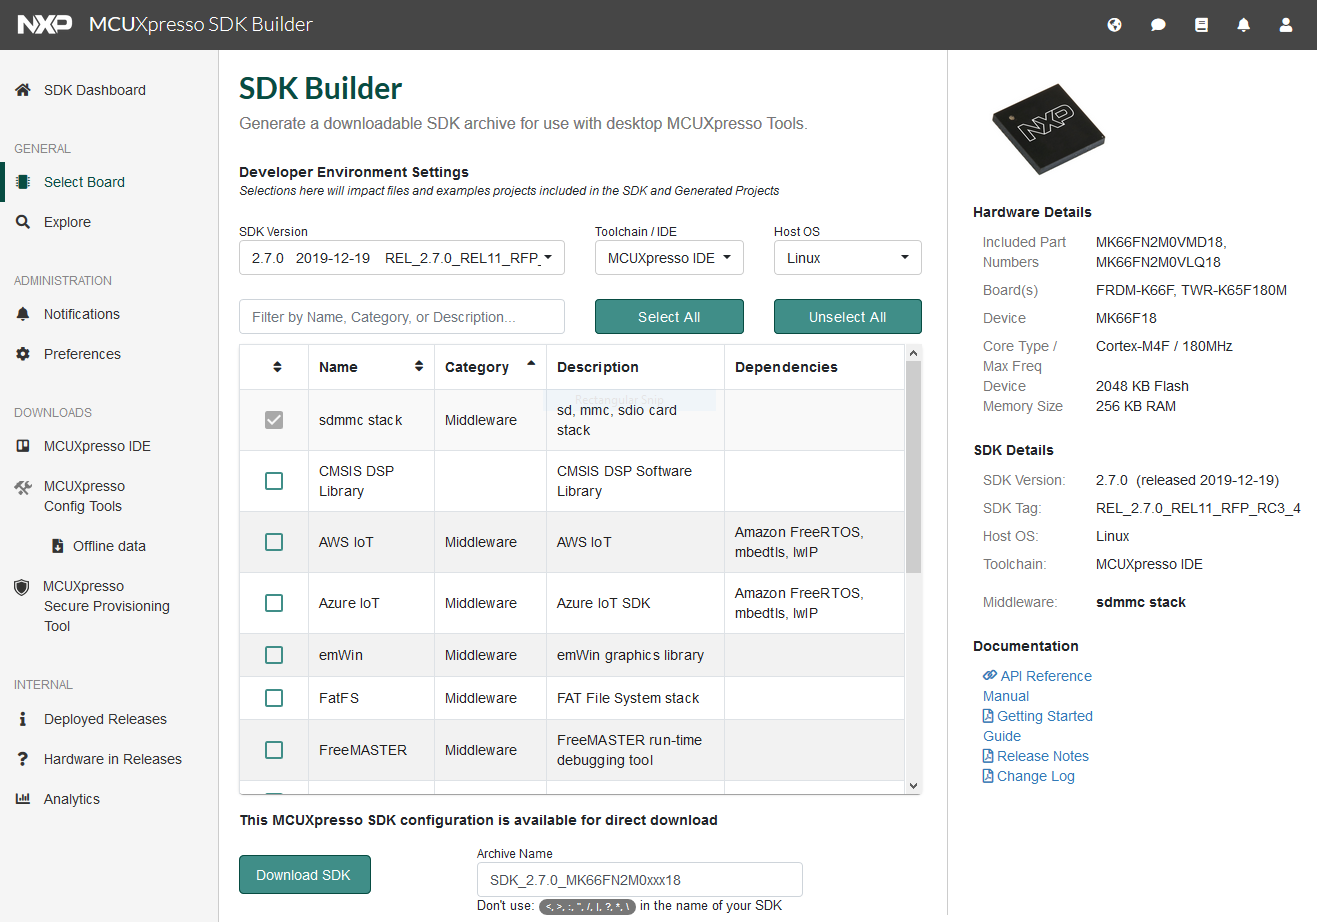 NXP MCUXpresso SDK Builder
SDK Dashboard
GENERAL
Select Board
Explore
ADMINISTRATION
Notifications
Preferences
DOWNLOADS
MCUXpresso IDE
MCUXpresso
Config Tools
Offline data
MCUXpresso
Secure Provisioning
Tool
INTERNAL
Deployed Releases
Hardware in Releases
Analytics
SDK Builder
Generate a downloadable SDK archive for use with desktop MCUXpresso Tools.
Developer Environment Settings
Selections here will impact files and examples projects included in the SDK and Generated Projects
SDK Version Toolchain / IDE Host OS
2.7.0 2019-12-19 REL_2.7.0_REL11_RFP_ MCUXpresso IDE Linux
Filter by Name, Category, or Description... Select All Unselect All
Name Category Description Dependencies
Rectangular Snip
sdmmc stack Middleware sd, mmc, sdio card
stack
CMSIS DSP CMSIS DSP Software
Library Library
AWS IoT Middleware AWS IoT Amazon FreeRTOS,
mbedtls, lwIP
Azure IoT Middleware Azure IoT SDK Amazon FreeRTOS,
mbedtls, lwIP
emWin Middleware emWin graphics library
FatFS Middleware FAT File System stack
FreeMASTER Middleware FreeMASTER run-time
debugging tool
This MCUXpresso SDK configuration is available for direct download
Download SDK
Archive Name
SDK_2.7.0_MK66FN2M0xxx18
Don't use: <, >, :, ", /, |, ?, *, \ in the name of your SDK
NXP
Hardware Details
Included Part MK66FN2M0VMD18,
Numbers MK66FN2M0VLQ18
Board(s) FRDM-K66F, TWR-K65F180M
Device MK66F18
Core Type / Cortex-M4F / 180MHz
Max Freq
Device 2048 KB Flash
Memory Size 256 KB RAM
SDK Details
SDK Version: 2.7.0 (released 2019-12-19)
SDK Tag: REL_2.7.0_REL11_RFP_RC3_4
Host OS: Linux
Toolchain: MCUXpresso IDE
Middleware: sdmmc stack
Documentation
API Reference
Manual
Getting Started
Guide
Release Notes
Change Log